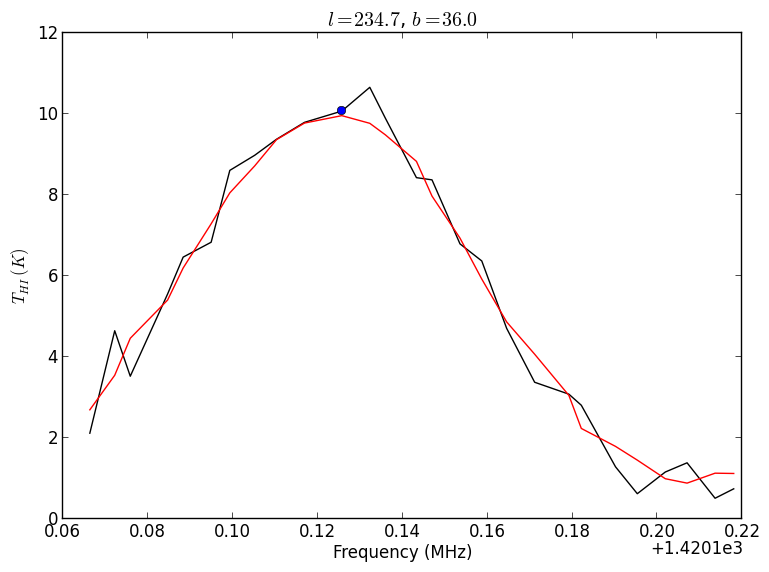 l = 234.7, b = 36.0
12
10
8
6
4
2
0
T_HI (K)
0.06 0.08 0.10 0.12 0.14 0.16 0.18 0.20 0.22
+1.4201e3
Frequency (MHz)